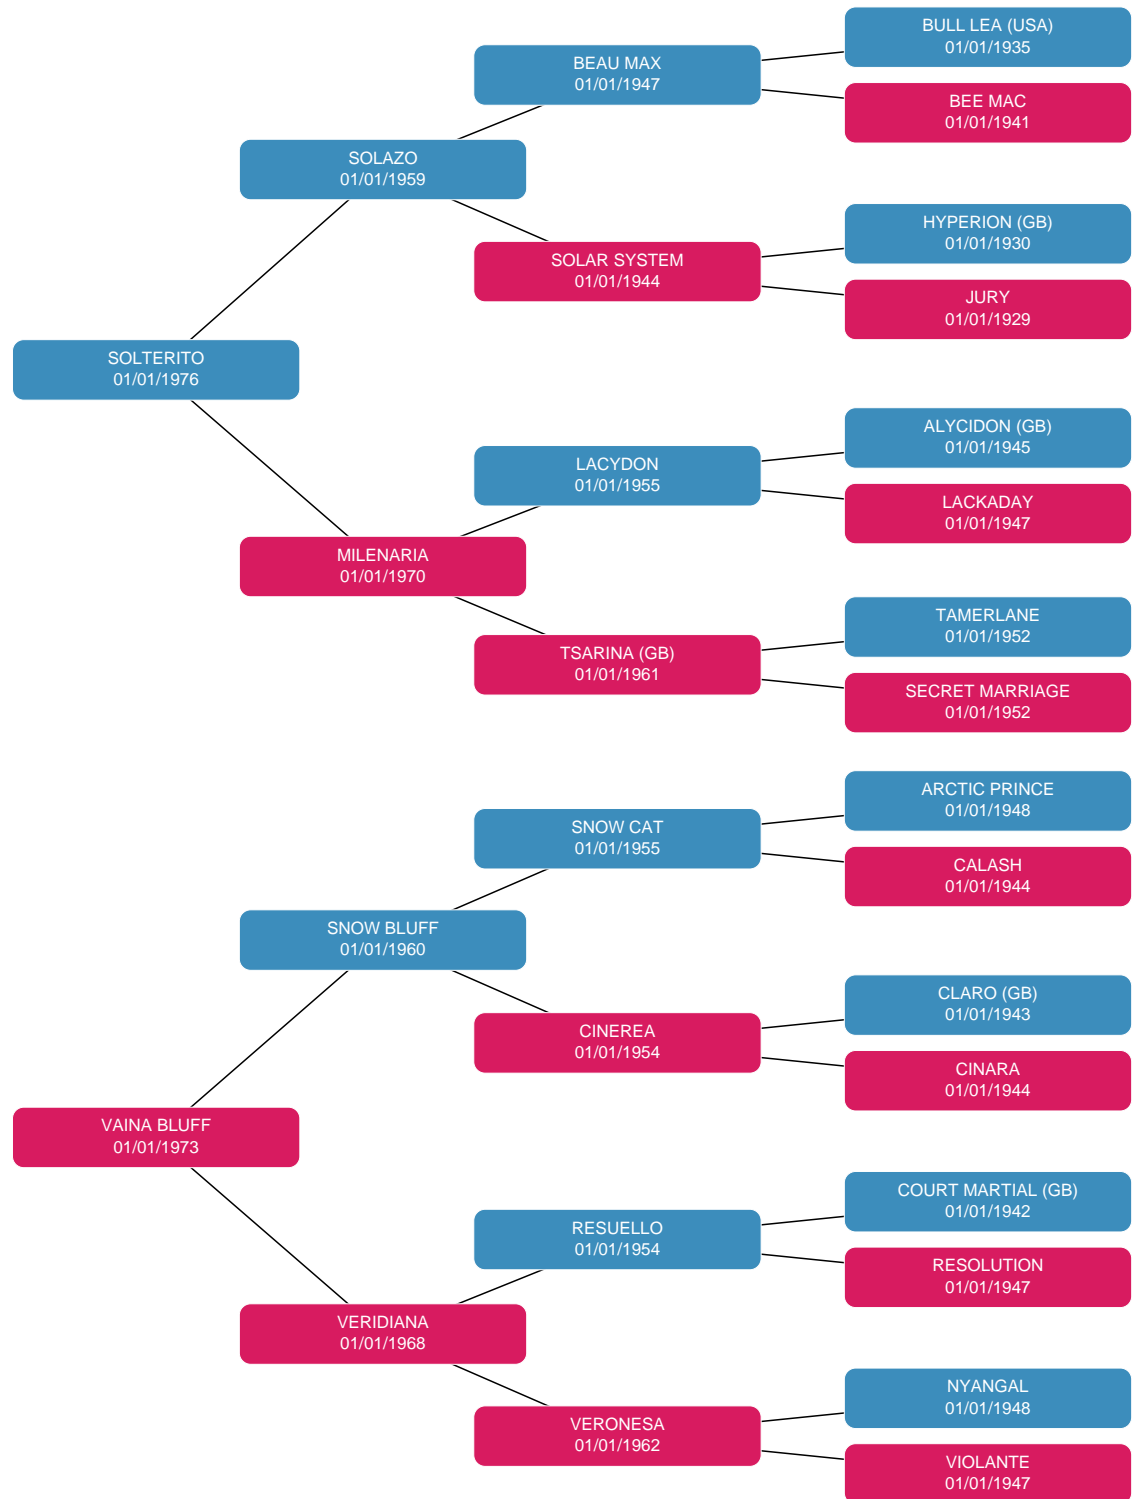 BULL LEA (USA)
01/01/1935
BEAU MAX
01/01/1947
BEE MAC
01/01/1941
SOLAZO
01/01/1959
HYPERION (GB)
01/01/1930
SOLAR SYSTEM
01/01/1944
JURY
01/01/1929
SOLTERITO
01/01/1976
ALYCIDON (GB)
01/01/1945
LACYDON
01/01/1955
LACKADAY
01/01/1947
MILENARIA
01/01/1970
TAMERLANE
01/01/1952
TSARINA (GB)
01/01/1961
SECRET MARRIAGE
01/01/1952
ARCTIC PRINCE
01/01/1948
SNOW CAT
01/01/1955
CALASH
01/01/1944
SNOW BLUFF
01/01/1960
CLARO (GB)
01/01/1943
CINEREA
01/01/1954
CINARA
01/01/1944
VAINA BLUFF
01/01/1973
COURT MARTIAL (GB)
01/01/1942
RESUELLO
01/01/1954
RESOLUTION
01/01/1947
VERIDIANA
01/01/1968
NYANGAL
01/01/1948
VERONESA
01/01/1962
VIOLANTE
01/01/1947